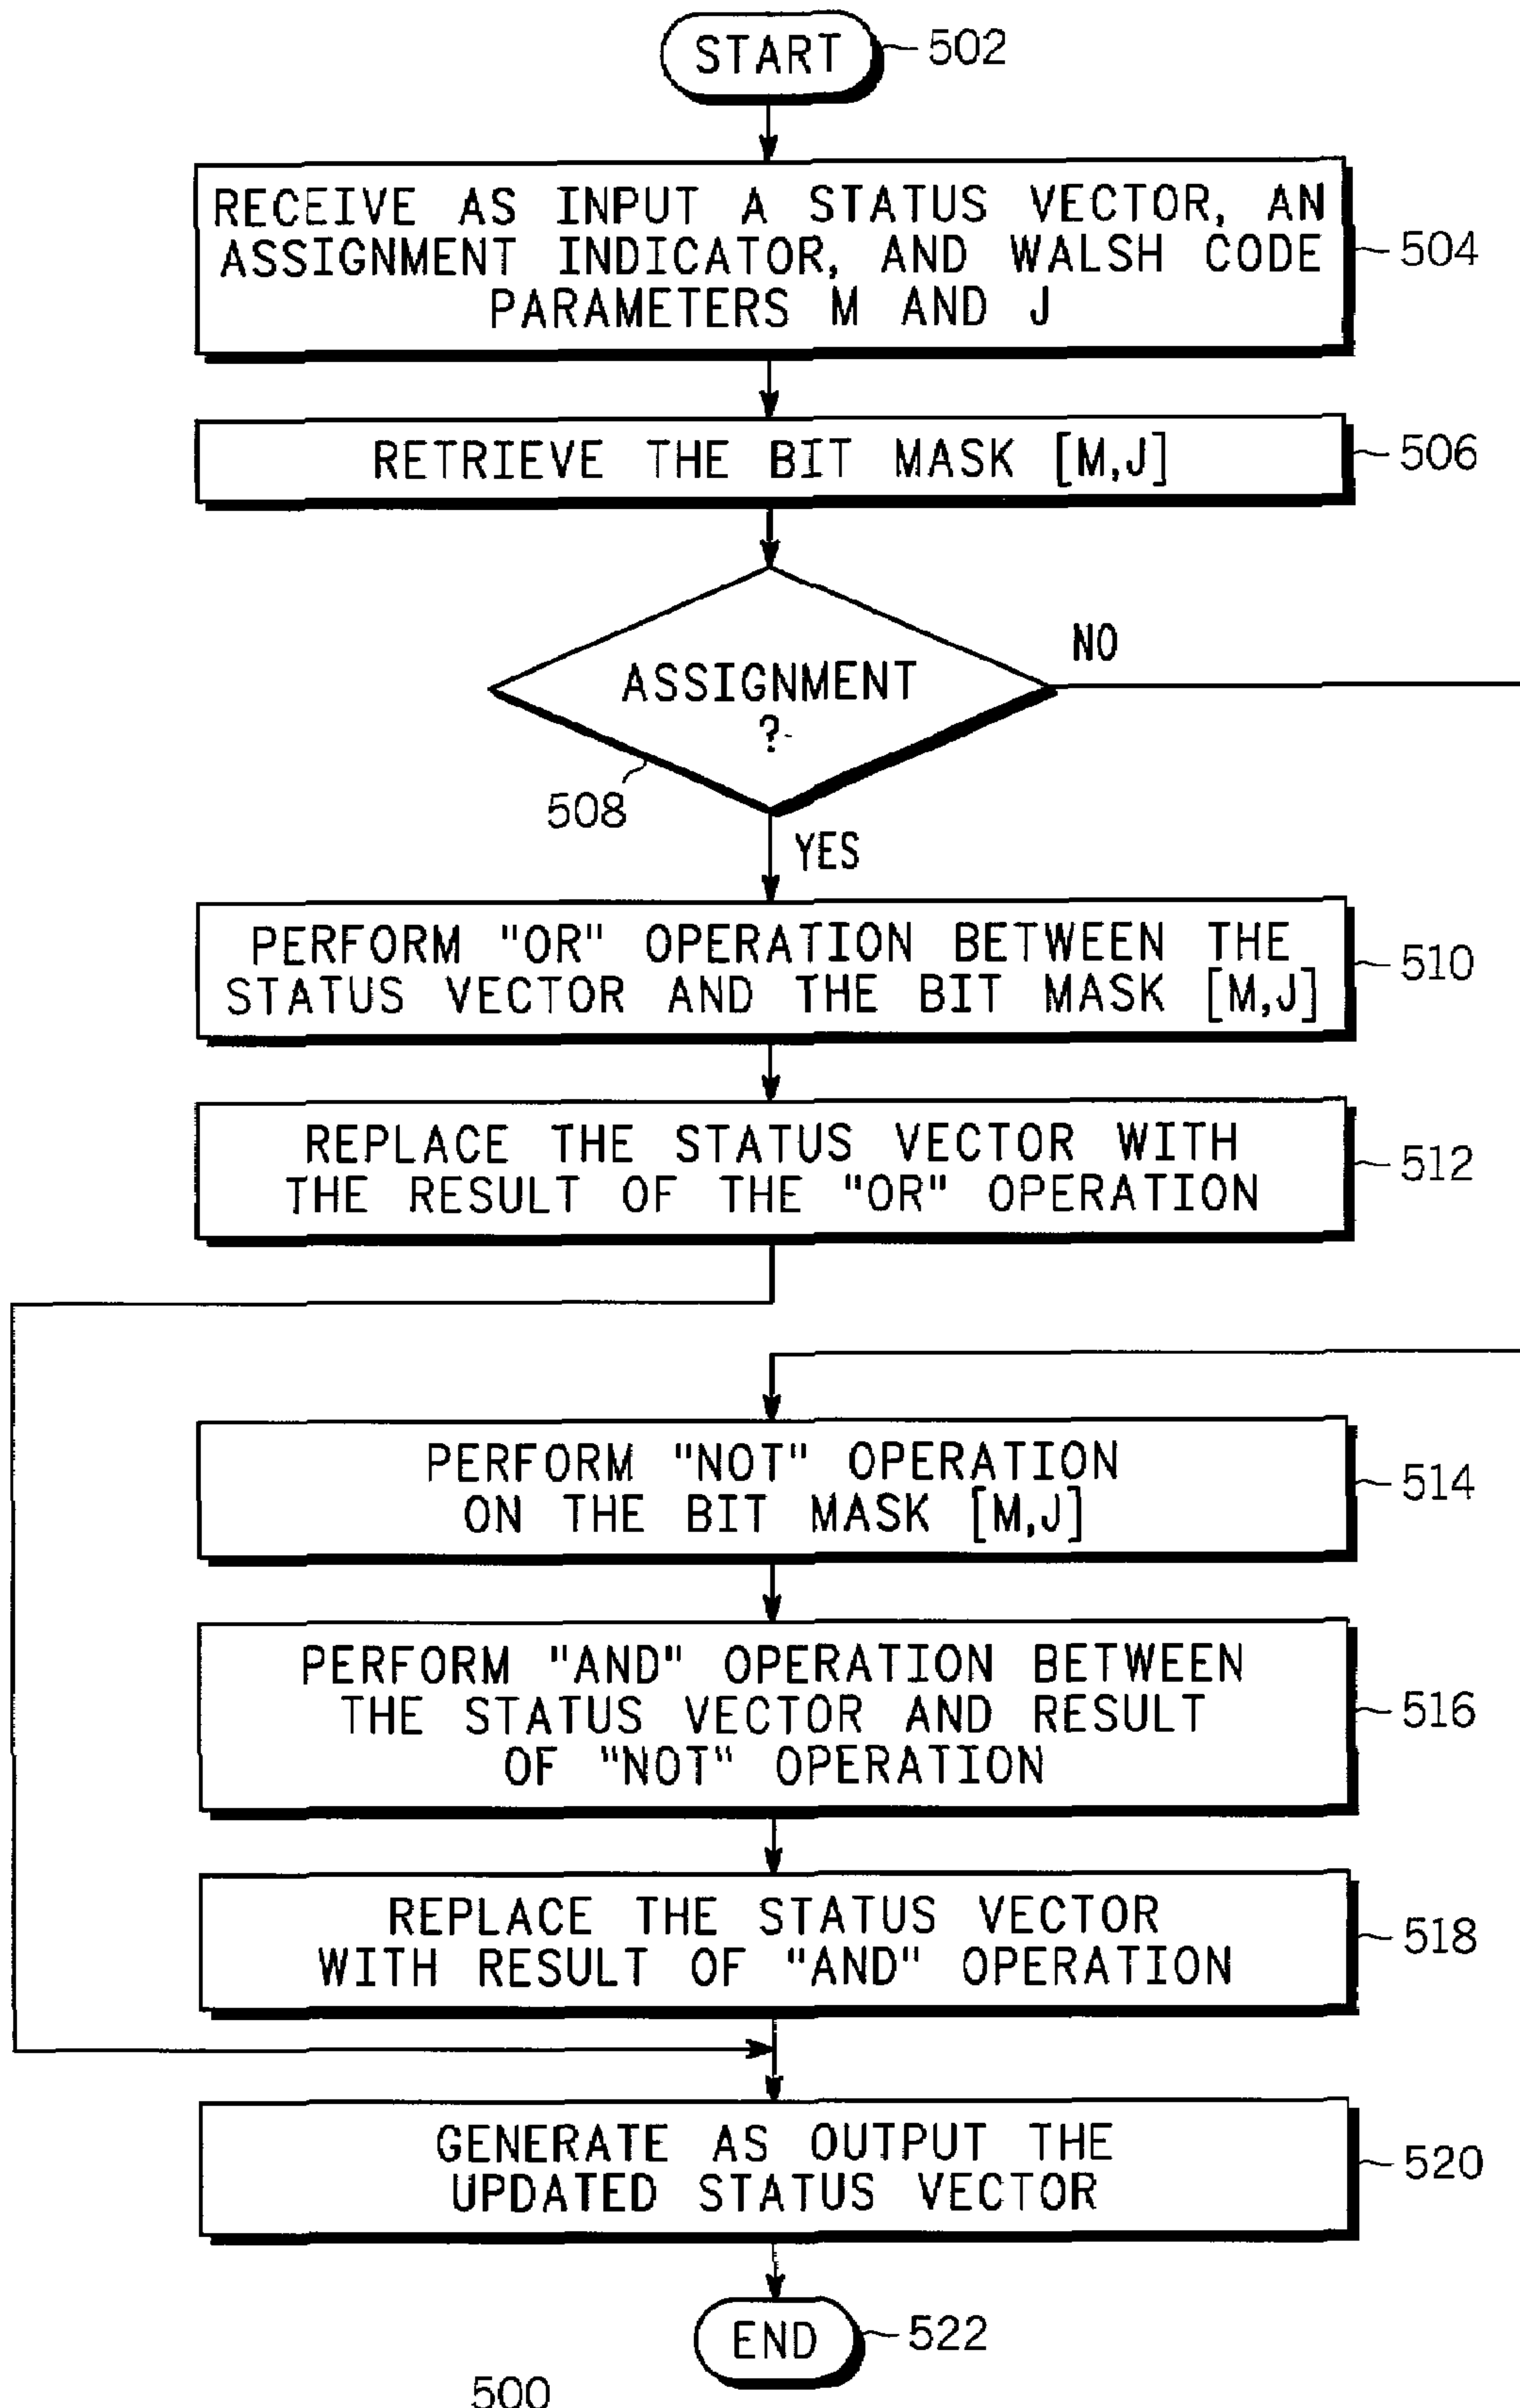 START
502
RECEIVE AS INPUT A STATUS VECTOR, AN
ASSIGNMENT INDICATOR, AND WALSH CODE
PARAMETERS M AND J
504
RETRIEVE THE BIT MASK [M,J]
506
ASSIGNMENT
?
NO
508
YES
PERFORM "OR" OPERATION BETWEEN THE
STATUS VECTOR AND THE BIT MASK [M,J]
510
REPLACE THE STATUS VECTOR WITH
THE RESULT OF THE "OR" OPERATION
512
PERFORM "NOT" OPERATION
ON THE BIT MASK [M,J]
514
PERFORM "AND" OPERATION BETWEEN
THE STATUS VECTOR AND RESULT
OF "NOT" OPERATION
516
REPLACE THE STATUS VECTOR
WITH RESULT OF "AND" OPERATION
518
GENERATE AS OUTPUT THE
UPDATED STATUS VECTOR
520
END
522
500